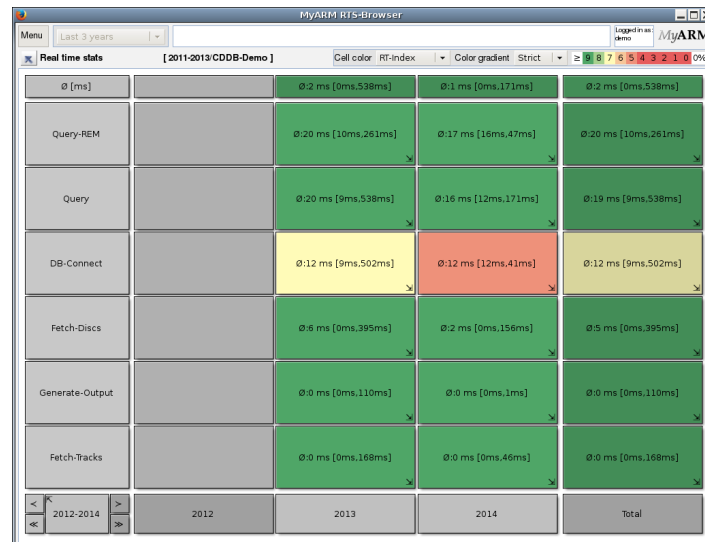 MyARM RTS-Browser
Menu Last 3 years Logged in as: demo MyARM
Real time stats [ 2011-2013/CDDB-Demo ] Cell color RT-Index Color gradient Strict ≥ 9 8 7 6 5 4 3 2 1 0 0%
Ø [ms] Ø:2 ms [0ms,538ms] Ø:1 ms [0ms,171ms] Ø:2 ms [0ms,538ms]
Query-REM Ø:20 ms [10ms,261ms] Ø:17 ms [16ms,47ms] Ø:20 ms [10ms,261ms]
Query Ø:20 ms [9ms,538ms] Ø:16 ms [12ms,171ms] Ø:19 ms [9ms,538ms]
DB-Connect Ø:12 ms [9ms,502ms] Ø:12 ms [12ms,41ms] Ø:12 ms [9ms,502ms]
Fetch-Discs Ø:6 ms [0ms,395ms] Ø:2 ms [0ms,156ms] Ø:5 ms [0ms,395ms]
Generate-Output Ø:0 ms [0ms,110ms] Ø:0 ms [0ms,1ms] Ø:0 ms [0ms,110ms]
Fetch-Tracks Ø:0 ms [0ms,168ms] Ø:0 ms [0ms,46ms] Ø:0 ms [0ms,168ms]
< 2012-2014 > 2012 2013 2014 Total
≪ ≫